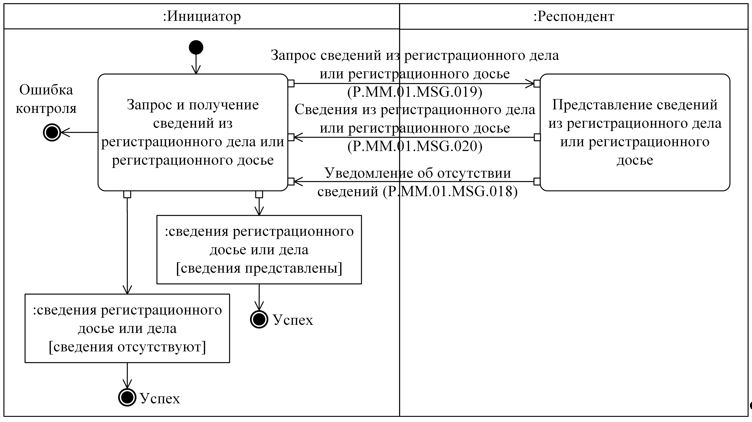 :Инициатор
:Респондент
Запрос сведений из регистрационного дела
или регистрационного досье
(P.MM.01.MSG.019)
Ошибка
контроля
Запрос и получение
сведений из
регистрационного дела или
регистрационного досье
Сведения из регистрационного дела
или регистрационного досье
(P.MM.01.MSG.020)
Представление сведений
из регистрационного дела
или регистрационного
досье
Уведомление об отсутствии
сведений (P.MM.01.MSG.018)
:сведения регистрационного
досье или дела
[сведения представлены]
Успех
:сведения регистрационного
досье или дела
[сведения отсутствуют]
Успех